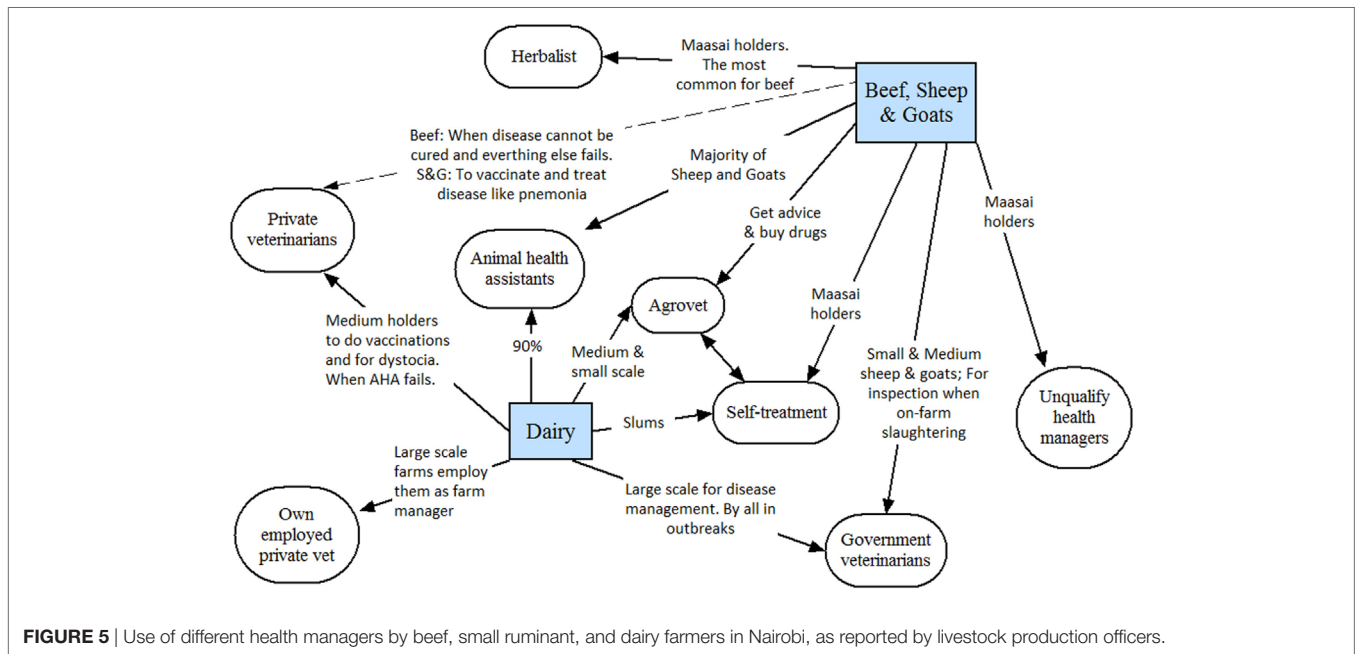 Herbalist
Maasai holders.
The most
common for beef
Beef, Sheep
& Goats
Beef: When disease cannot be
cured and everthing else fails.
S&G: To vaccinate and treat
disease like pnemonia
Majority of
Sheep and Goats
Maasai
holders
Private
veterinarians
Animal health
assistants
Get advice
& buy drugs
Agrovet
Maasai
holders
Medium holders
to do vaccinations
and for dystocia.
When AHA fails.
90%
Medium &
small scale
Small & Medium
sheep & goats; For
inspection when
on-farm
slaughtering
Unqualify
health
managers
Dairy
Slums
Self-treatment
Large scale
farms employ
them as farm
manager
Large scale for disease
management. By all in
outbreaks
Own
employed
private vet
Government
veterinarians
FIGURE 5 | Use of different health managers by beef, small ruminant, and dairy farmers in Nairobi, as reported by livestock production officers.